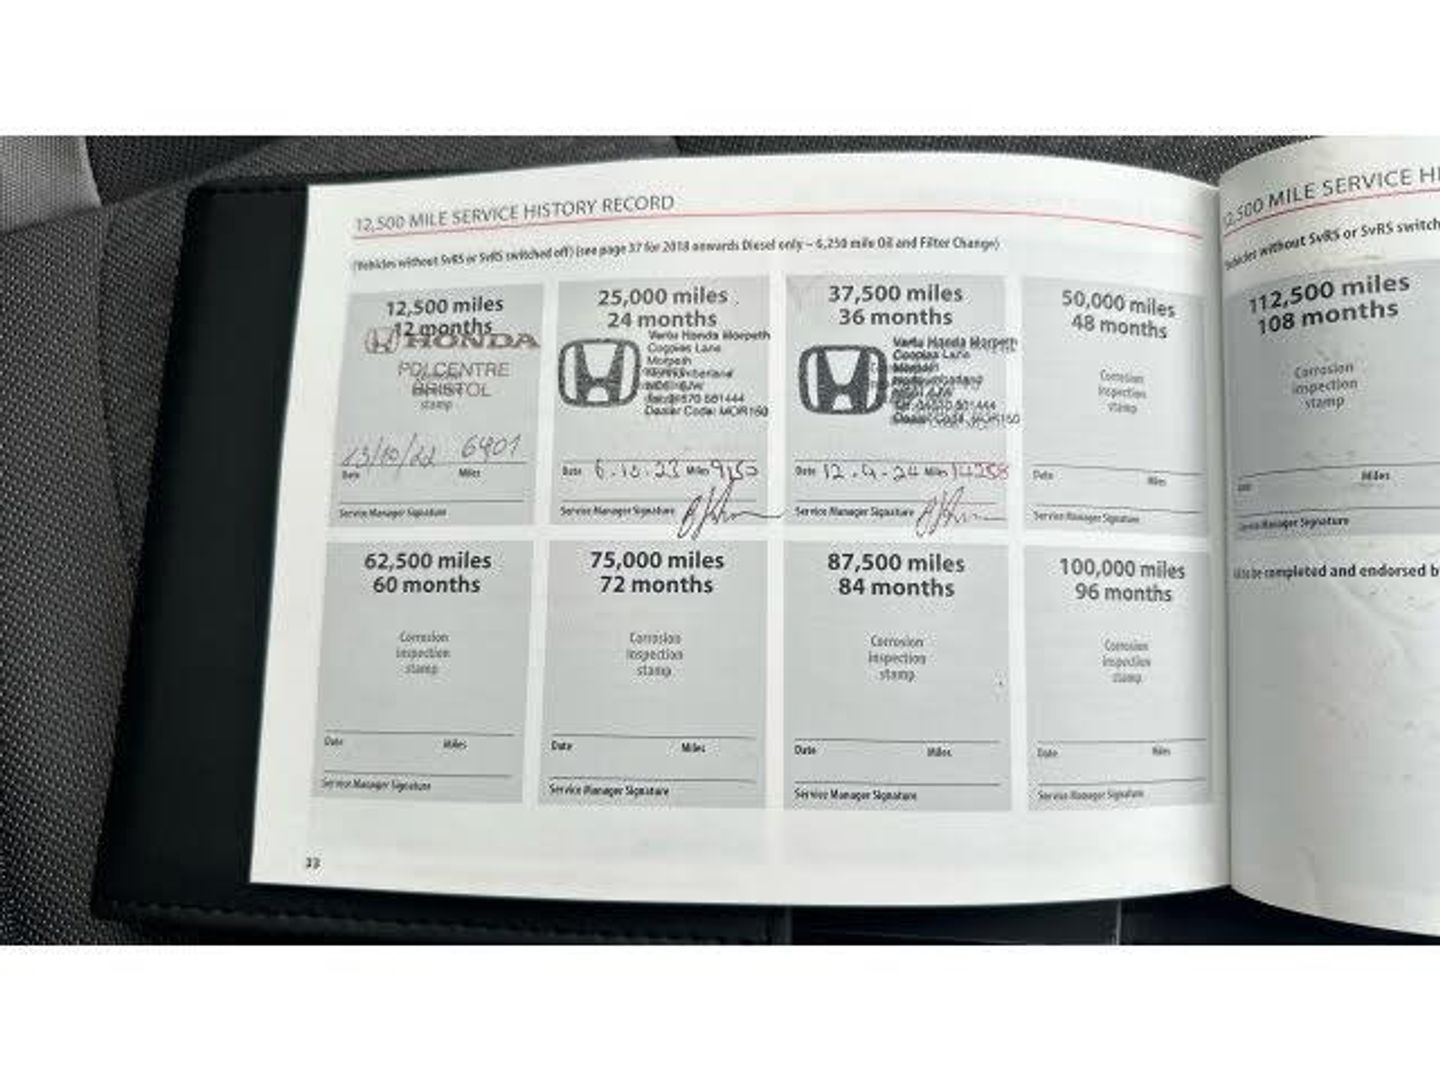 12,500 MILE SERVICE HISTORY RECORD
(Vehicles without SvRS or SvRS switched off) (see page 37 for 2018 onwards Diesel only – 6,250 mile Oil and Filter Change)
12,500 miles
12 months
HONDA
PDI CENTRE
BRISTOL
stamp
13/10/22 6401
Date Miles
Service Manager Signature
25,000 miles
24 months
Vertu Honda Morpeth
Coopies Lane
Morpeth
Northumberland
Dealer Code: MOR150
Date 6.10.23 Miles 9150
Service Manager Signature
37,500 miles
36 months
Vertu Honda Morpeth
Coopies Lane
Morpeth
Date 12.9.24 Miles 14258
Service Manager Signature
50,000 miles
48 months
Corrosion
inspection
stamp
Date Miles
Service Manager Signature
62,500 miles
60 months
Corrosion
inspection
stamp
Date Miles
Service Manager Signature
75,000 miles
72 months
Corrosion
inspection
stamp
Date Miles
Service Manager Signature
87,500 miles
84 months
Corrosion
inspection
stamp
Date Miles
Service Manager Signature
100,000 miles
96 months
Corrosion
inspection
stamp
Date Miles
Service Manager Signature
33
12,500 MILE SERVICE HI
Vehicles without SvRS or SvRS switch
112,500 miles
108 months
Corrosion
inspection
stamp
Miles
Service Manager Signature
to be completed and endorsed b